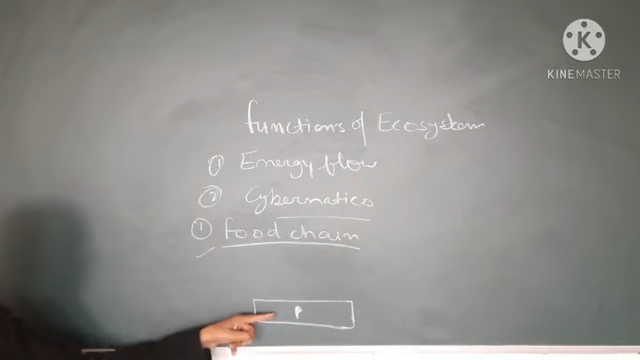 K
KINEMASTER
functions of Ecosystem
① Energy flow
② Cybernatics
① food chain
P